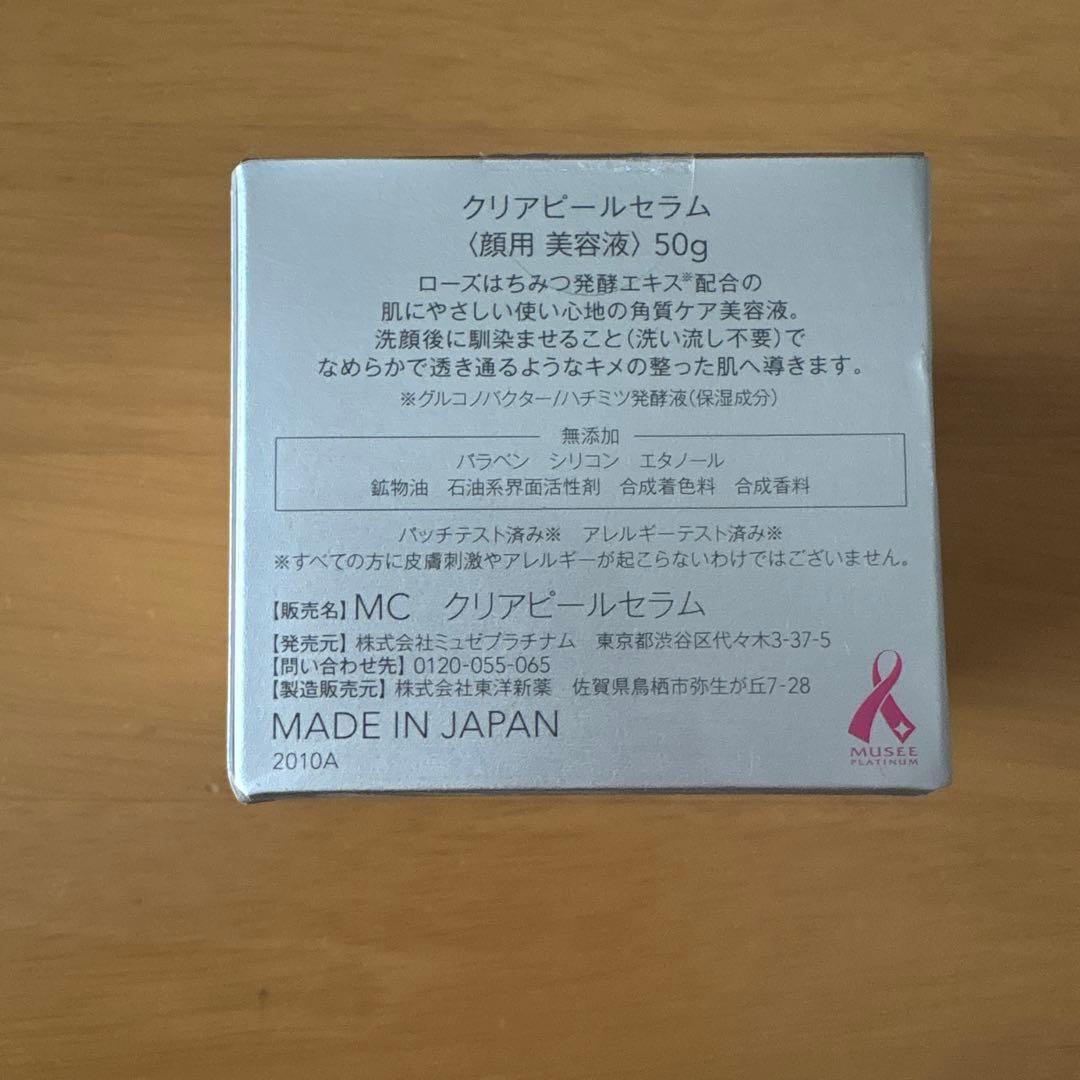 クリアピールセラム
〈顔用 美容液〉50g
ローズはちみつ発酵エキス※配合の
肌にやさしい使い心地の角質ケア美容液。
洗顔後に馴染ませること(洗い流し不要)で
なめらかで透き通るようなキメの整った肌へ導きます。
※グルコノバクター/ハチミツ発酵液(保湿成分)
無添加
パラベン シリコン エタノール
鉱物油 石油系界面活性剤 合成着色料 合成香料
パッチテスト済み※ アレルギーテスト済み※
※すべての方に皮膚刺激やアレルギーが起こらないわけではございません。
【販売名】MC クリアピールセラム
【発売元】株式会社ミュゼプラチナム 東京都渋谷区代々木3-37-5
【問い合わせ先】0120-055-065
【製造販売元】株式会社東洋新薬 佐賀県鳥栖市弥生が丘7-28
MADE IN JAPAN
2010A
MUSEE
PLATINUM